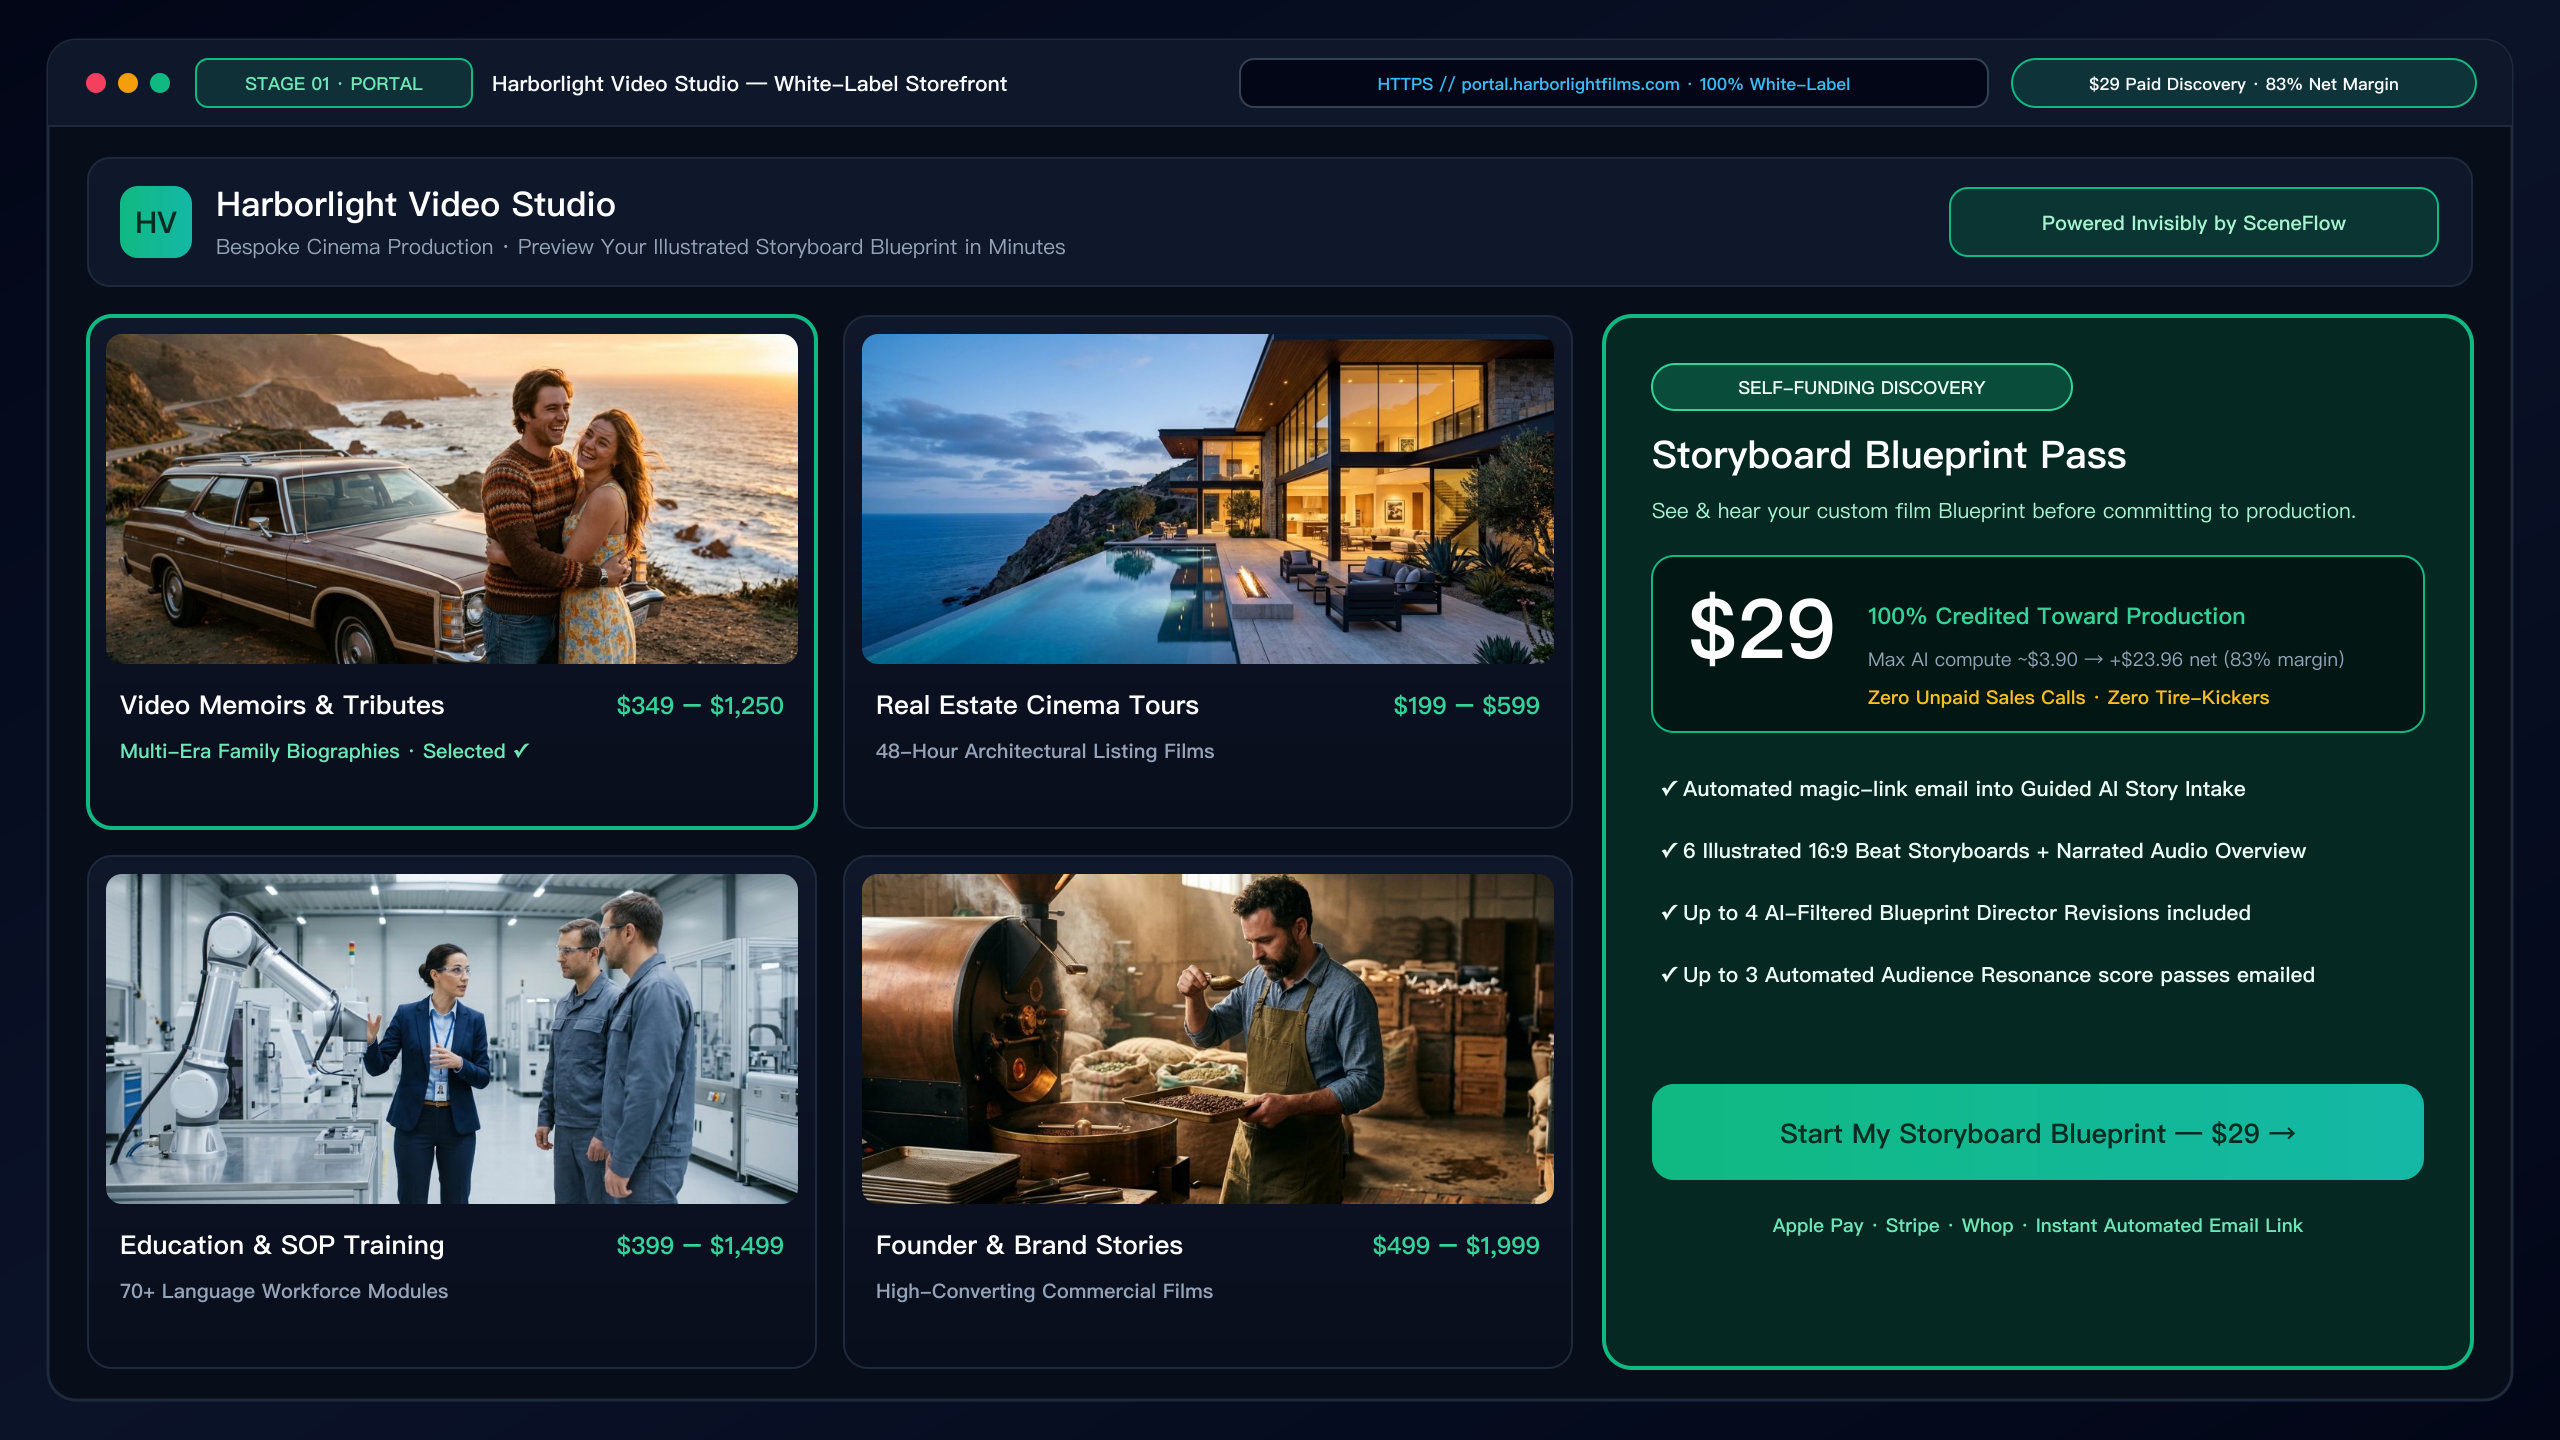 STAGE 01 · PORTAL
Harborlight Video Studio — White-Label Storefront
HTTPS // portal.harborlightfilms.com · 100% White-Label
$29 Paid Discovery · 83% Net Margin
HV
Harborlight Video Studio
Bespoke Cinema Production · Preview Your Illustrated Storyboard Blueprint in Minutes
Powered Invisibly by SceneFlow
Video Memoirs & Tributes
$349 – $1,250
Multi-Era Family Biographies · Selected ✓
Real Estate Cinema Tours
$199 – $599
48-Hour Architectural Listing Films
Education & SOP Training
$399 – $1,499
70+ Language Workforce Modules
Founder & Brand Stories
$499 – $1,999
High-Converting Commercial Films
SELF-FUNDING DISCOVERY
Storyboard Blueprint Pass
See & hear your custom film Blueprint before committing to production.
$29
100% Credited Toward Production
Max AI compute ~$3.90 → +$23.96 net (83% margin)
Zero Unpaid Sales Calls · Zero Tire-Kickers
✓ Automated magic-link email into Guided AI Story Intake
✓ 6 Illustrated 16:9 Beat Storyboards + Narrated Audio Overview
✓ Up to 4 AI-Filtered Blueprint Director Revisions included
✓ Up to 3 Automated Audience Resonance score passes emailed
Start My Storyboard Blueprint — $29 →
Apple Pay · Stripe · Whop · Instant Automated Email Link